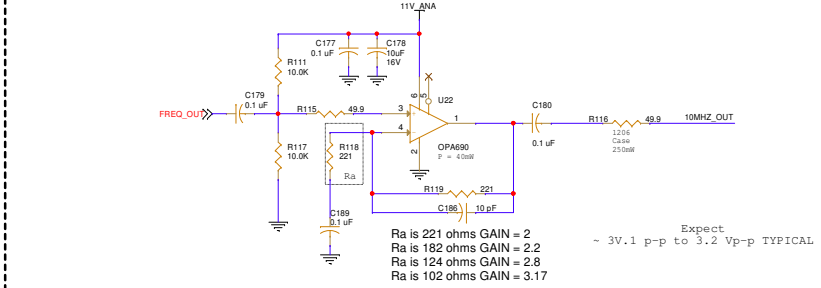 11V_ANA
C177
0.1 uF
C178
10uF
16V
R111
10.0K
C179
0.1 uF
FREQ_OUT
R115
49.9
3
4
6
5
U22
1
2
OPA690
P = 40mW
C180
0.1 uF
R116
49.9
10MHZ_OUT
1206
Case
250mW
R117
10.0K
R118
221
Ra
R119
221
C186
10 pF
C189
0.1 uF
Ra is 221 ohms GAIN = 2
Ra is 182 ohms GAIN = 2.2
Ra is 124 ohms GAIN = 2.8
Ra is 102 ohms GAIN = 3.17
Expect
~ 3V.1 p-p to 3.2 Vp-p TYPICAL